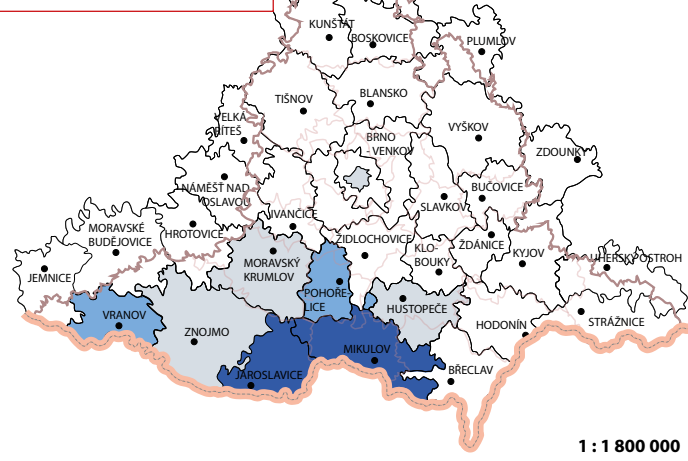 KUNŠTÁT
BOSKOVICE
PLUMLOV
TIŠNOV
BLANSKO
VELKÁ
BÍTEŠ
BRNO
- VENKOV
VYŠKOV
ZDOUNKY
NÁMĚŠŤ NAD
OSLAVOU
BUČOVICE
SLAVKOV
IVANČICE
MORAVSKÉ
BUDĚJOVICE
HROTOVICE
ŽIDLOCHOVICE
KLO-
BOUKY
ŽDÁNICE
KYJOV
UHERSKÝ OSTROH
JEMNICE
MORAVSKÝ
KRUMLOV
POHOŘE-
LICE
HUSTOPEČE
VRANOV
ZNOJMO
HODONÍN
STRÁŽNICE
MIKULOV
JAROSLAVICE
BŘECLAV
1 : 1 800 000